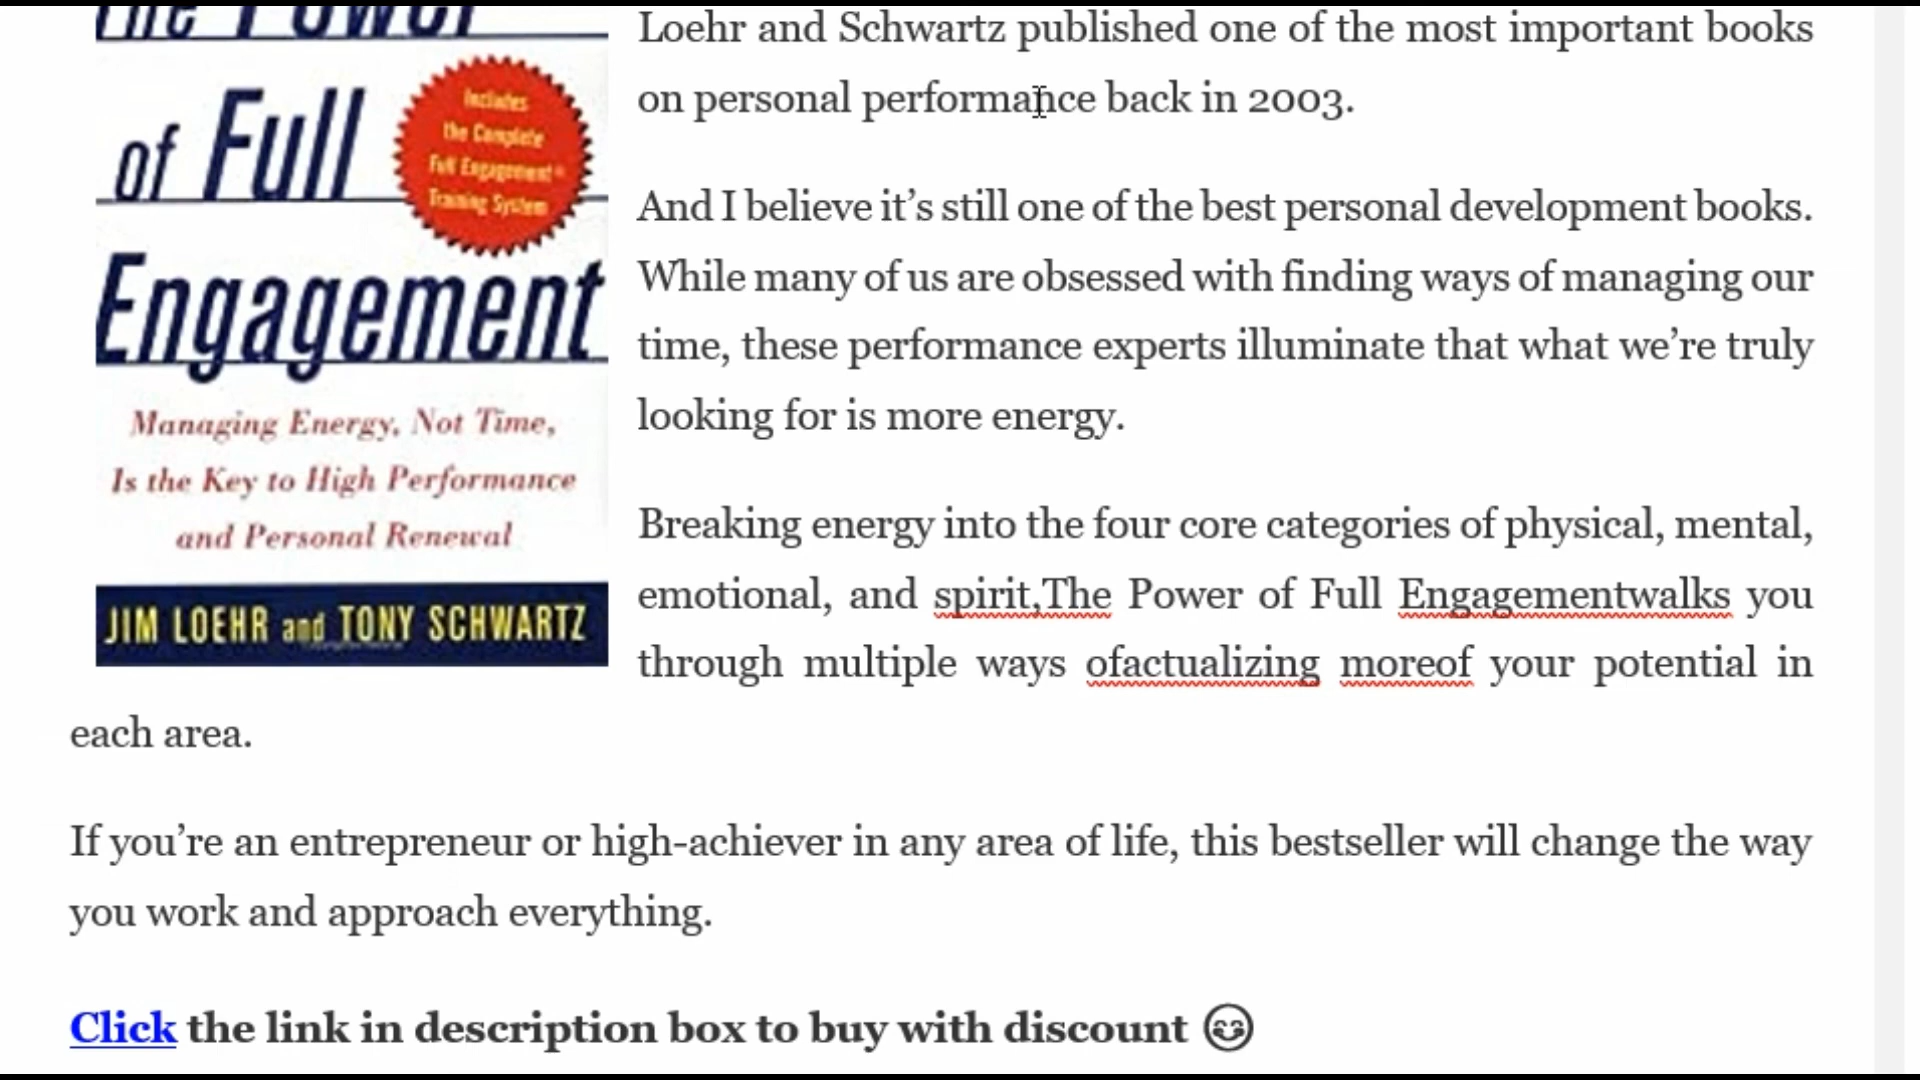 The Power
of Full
Engagement
Includes
the Complete
Full Engagement®
Training System
Managing Energy, Not Time,
Is the Key to High Performance
and Personal Renewal
JIM LOEHR and TONY SCHWARTZ
Loehr and Schwartz published one of the most important books
on personal performance back in 2003.
And I believe it’s still one of the best personal development books.
While many of us are obsessed with finding ways of managing our
time, these performance experts illuminate that what we’re truly
looking for is more energy.
Breaking energy into the four core categories of physical, mental,
emotional, and spirit,The Power of Full Engagementwalks you
through multiple ways ofactualizing moreof your potential in
each area.
If you’re an entrepreneur or high-achiever in any area of life, this bestseller will change the way
you work and approach everything.
Click the link in description box to buy with discount 😊